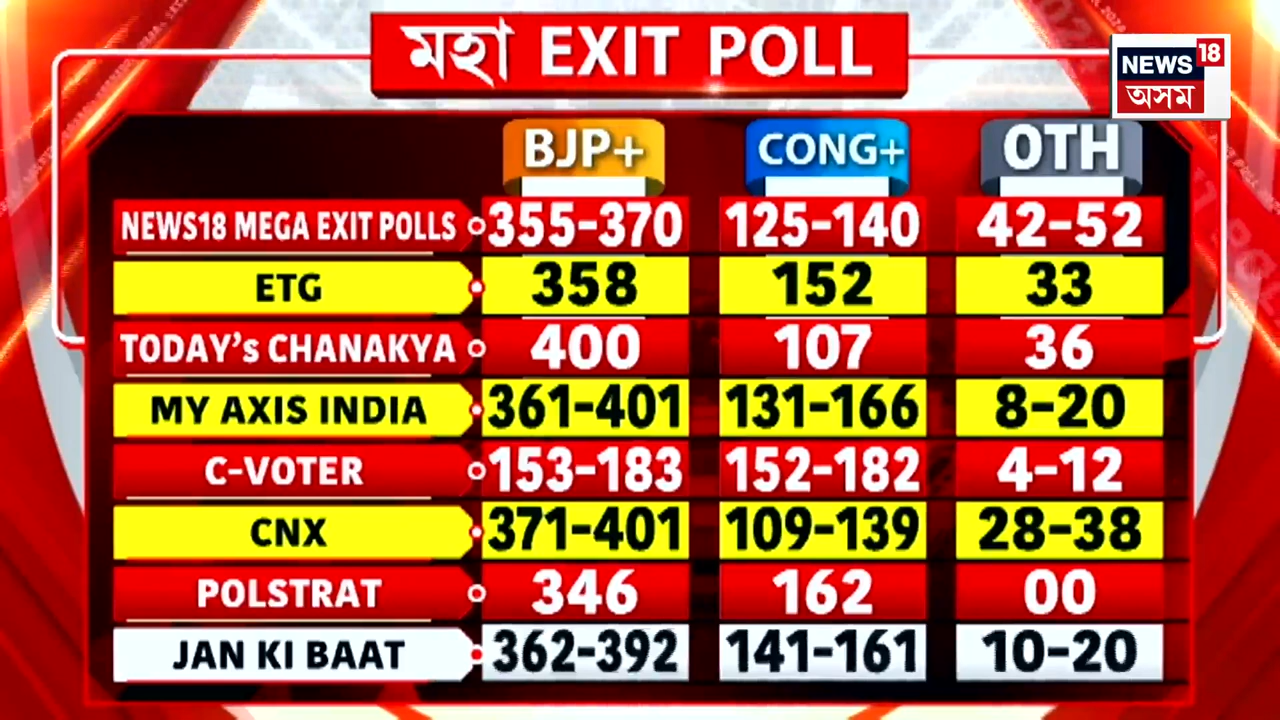 মহা EXIT POLL
NEWS 18
অসম
BJP+ CONG+ OTH
NEWS18 MEGA EXIT POLLS 355-370 125-140 42-52
ETG 358 152 33
TODAY's CHANAKYA 400 107 36
MY AXIS INDIA 361-401 131-166 8-20
C-VOTER 153-183 152-182 4-12
CNX 371-401 109-139 28-38
POLSTRAT 346 162 00
JAN KI BAAT 362-392 141-161 10-20